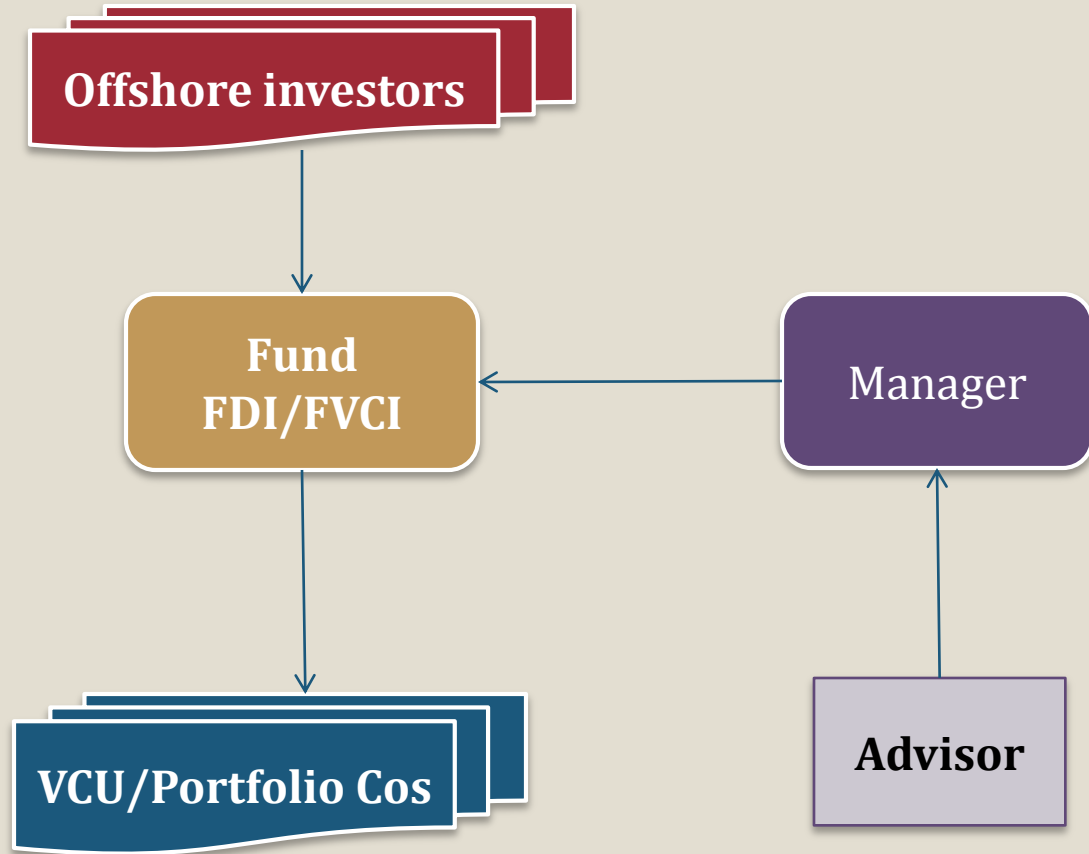 Offshore investors
Fund
FDI/FVCI
Manager
VCU/Portfolio Cos
Advisor